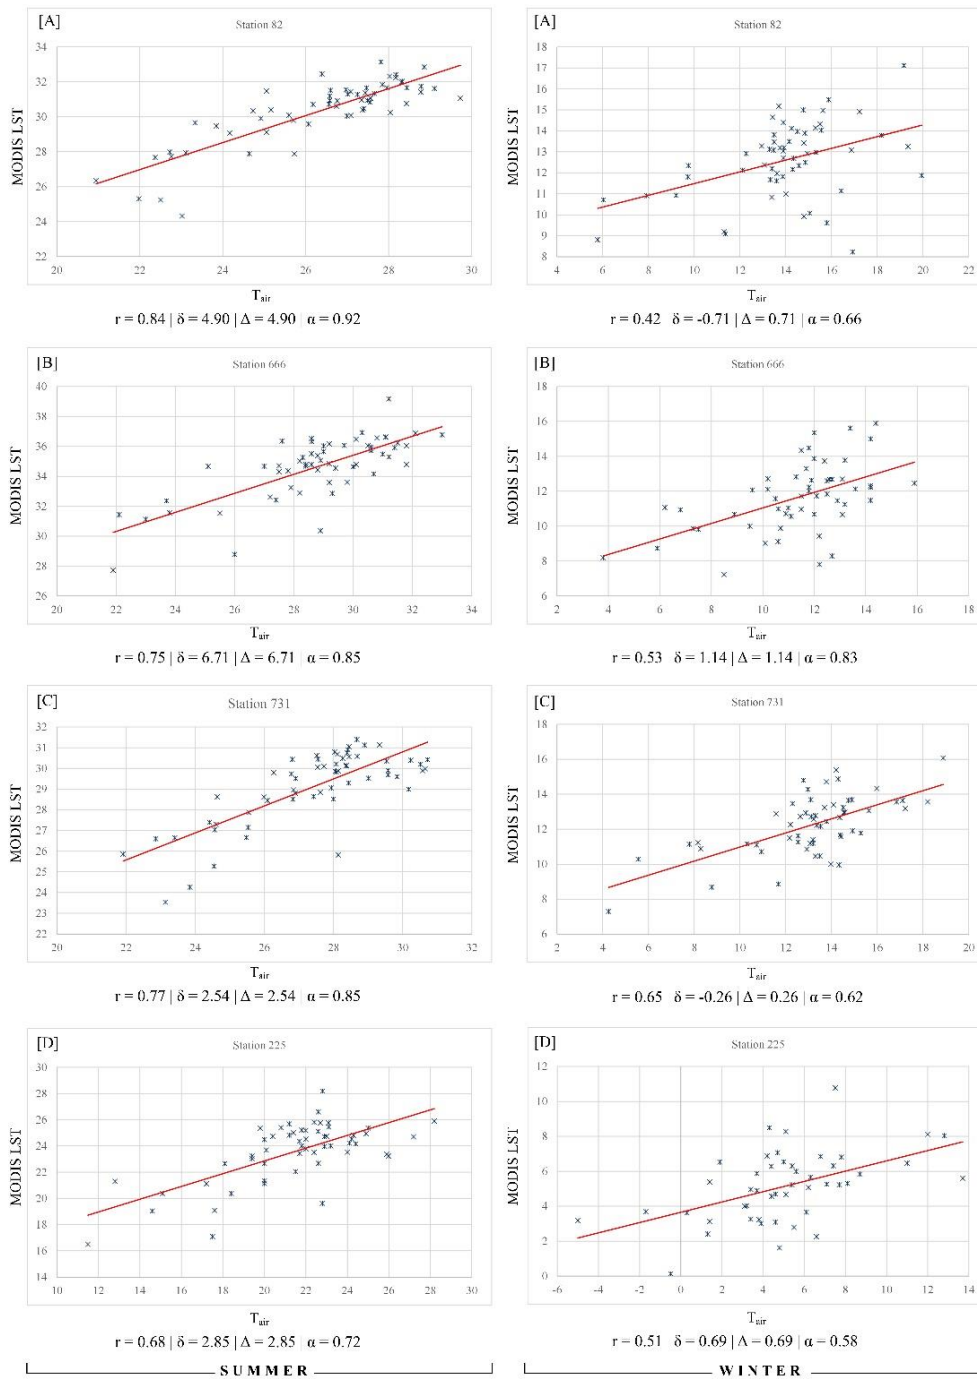 [A]
Station 82
MODIS LST
34
32
30
28
26
24
22
20 22 24 26 28 30
Tair
r = 0.84 | δ = 4.90 | Δ = 4.90 | α = 0.92
[A]
Station 82
MODIS LST
18
17
16
15
14
13
12
11
10
9
8
4 6 8 10 12 14 16 18 20 22
Tair
r = 0.42 δ = -0.71 | Δ = 0.71 | α = 0.66
[B]
Station 666
MODIS LST
40
38
36
34
32
30
28
26
20 22 24 26 28 30 32 34
Tair
r = 0.75 | δ = 6.71 | Δ = 6.71 | α = 0.85
[B]
Station 666
MODIS LST
18
16
14
12
10
8
6
2 4 6 8 10 12 14 16 18
Tair
r = 0.53 δ = 1.14 | Δ = 1.14 | α = 0.83
[C]
Station 731
MODIS LST
32
31
30
29
28
27
26
25
24
23
22
20 22 24 26 28 30 32
Tair
r = 0.77 | δ = 2.54 | Δ = 2.54 | α = 0.85
[C]
Station 731
MODIS LST
18
16
14
12
10
8
6
2 4 6 8 10 12 14 16 18 20
Tair
r = 0.65 δ = -0.26 | Δ = 0.26 | α = 0.62
[D]
Station 225
MODIS LST
30
28
26
24
22
20
18
16
14
10 12 14 16 18 20 22 24 26 28 30
Tair
r = 0.68 | δ = 2.85 | Δ = 2.85 | α = 0.72
[D]
Station 225
MODIS LST
12
10
8
6
4
2
0
-6 -4 -2 0 2 4 6 8 10 12 14
Tair
r = 0.51 δ = 0.69 | Δ = 0.69 | α = 0.58
SUMMER
WINTER